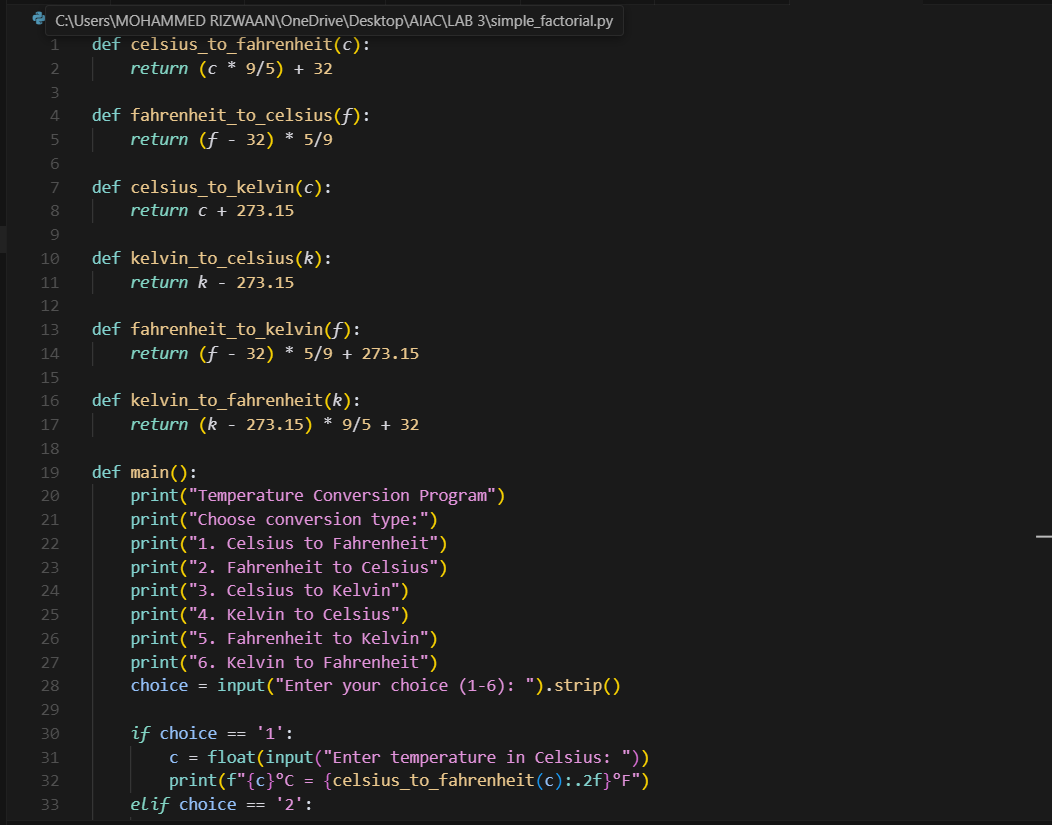 C:\Users\MOHAMMED RIZWAAN\OneDrive\Desktop\AIAC\LAB 3\simple_factorial.py
1 def celsius_to_fahrenheit(c):
2 return (c * 9/5) + 32
3
4 def fahrenheit_to_celsius(f):
5 return (f - 32) * 5/9
6
7 def celsius_to_kelvin(c):
8 return c + 273.15
9
10 def kelvin_to_celsius(k):
11 return k - 273.15
12
13 def fahrenheit_to_kelvin(f):
14 return (f - 32) * 5/9 + 273.15
15
16 def kelvin_to_fahrenheit(k):
17 return (k - 273.15) * 9/5 + 32
18
19 def main():
20 print("Temperature Conversion Program")
21 print("Choose conversion type:")
22 print("1. Celsius to Fahrenheit")
23 print("2. Fahrenheit to Celsius")
24 print("3. Celsius to Kelvin")
25 print("4. Kelvin to Celsius")
26 print("5. Fahrenheit to Kelvin")
27 print("6. Kelvin to Fahrenheit")
28 choice = input("Enter your choice (1-6): ").strip()
29
30 if choice == '1':
31 c = float(input("Enter temperature in Celsius: "))
32 print(f"{c}°C = {celsius_to_fahrenheit(c):.2f}°F")
33 elif choice == '2':